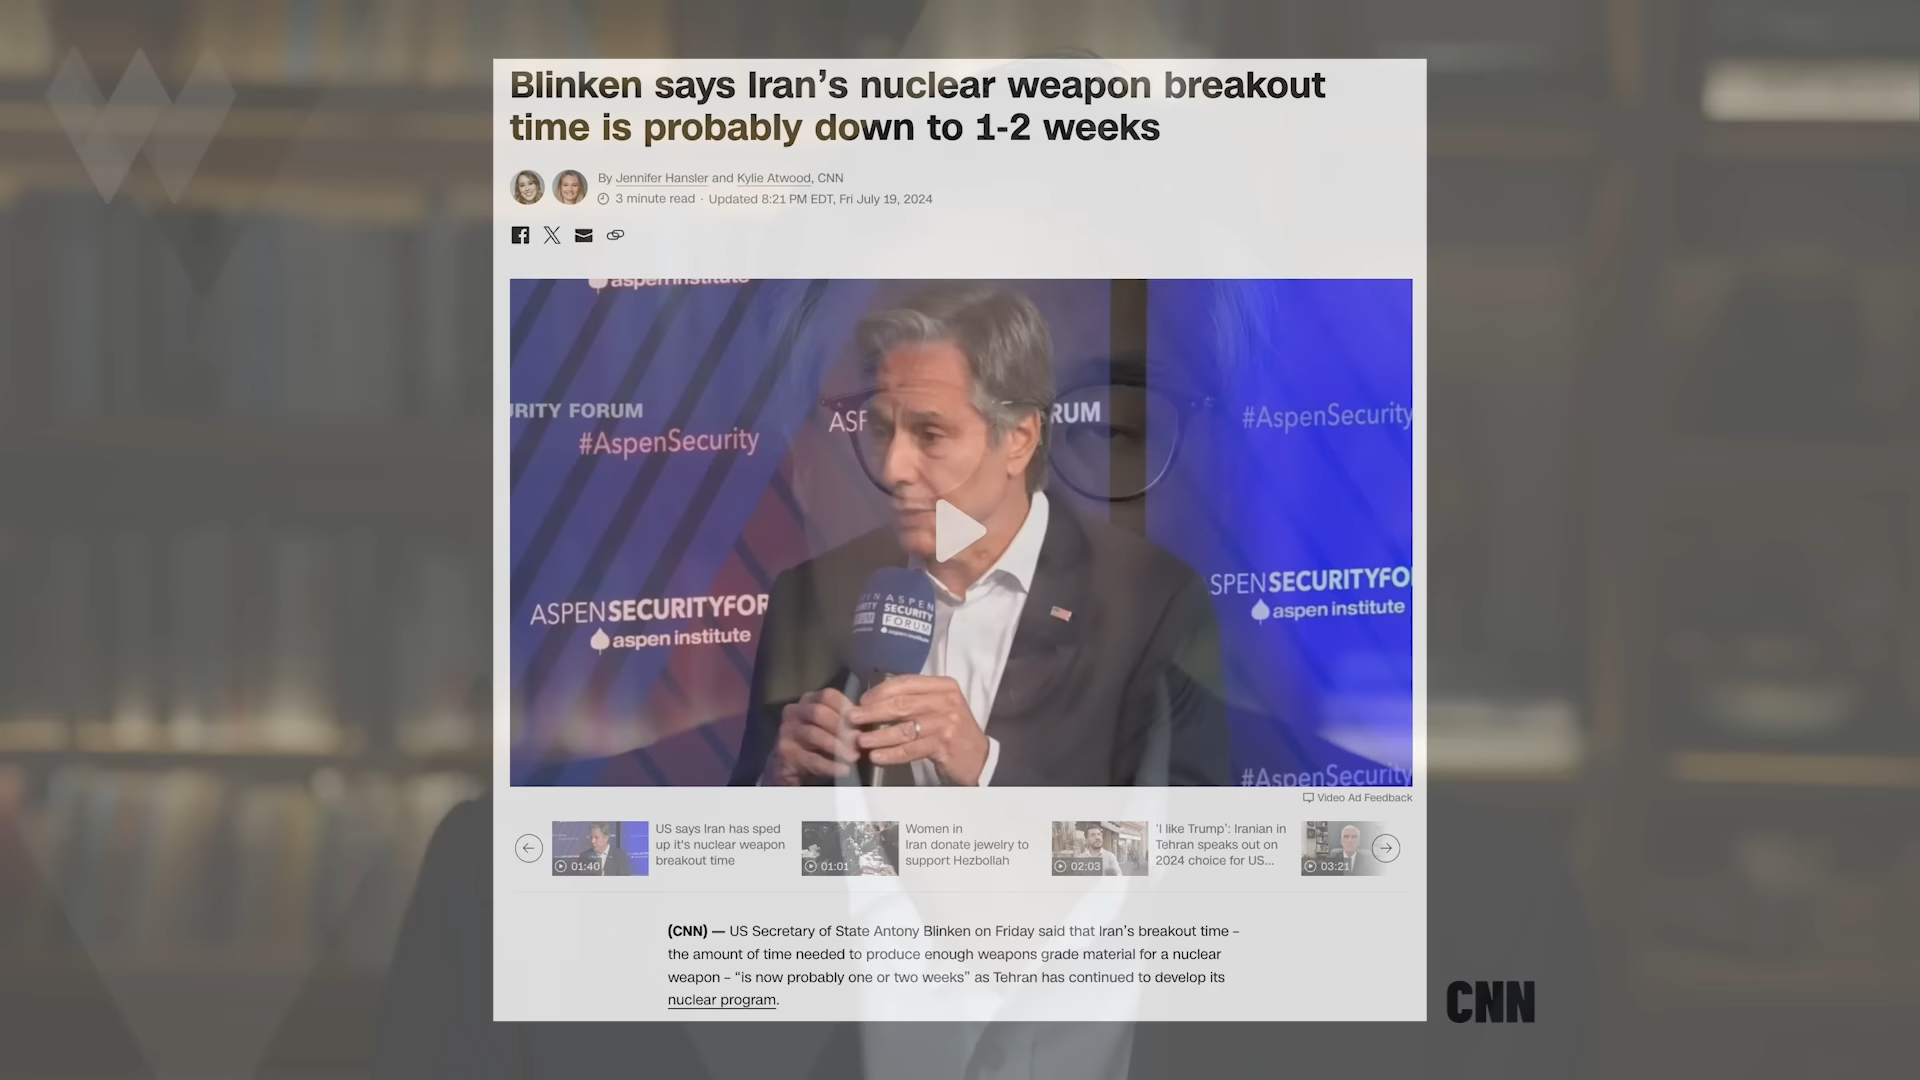 Blinken says Iran's nuclear weapon breakout
time is probably down to 1-2 weeks
By Jennifer Hansler and Kylie Atwood, CNN
3 minute read · Updated 8:21 PM EDT, Fri July 19, 2024
aspeninstitute
URITY FORUM
#AspenSecurity
ASP
RUM
#AspenSecurity
ASPENSECURITYFOR
aspen institute
ASPEN
SECURITY
FORUM
aspen institute
SPENSECURITYFO
aspen institute
#AspenSecurity
Video Ad Feedback
01:40
US says Iran has sped
up it's nuclear weapon
breakout time
01:01
Women in
Iran donate jewelry to
support Hezbollah
02:03
'I like Trump': Iranian in
Tehran speaks out on
2024 choice for US...
03:21
(CNN) — US Secretary of State Antony Blinken on Friday said that Iran's breakout time –
the amount of time needed to produce enough weapons grade material for a nuclear
weapon – “is now probably one or two weeks” as Tehran has continued to develop its
nuclear program.
CNN